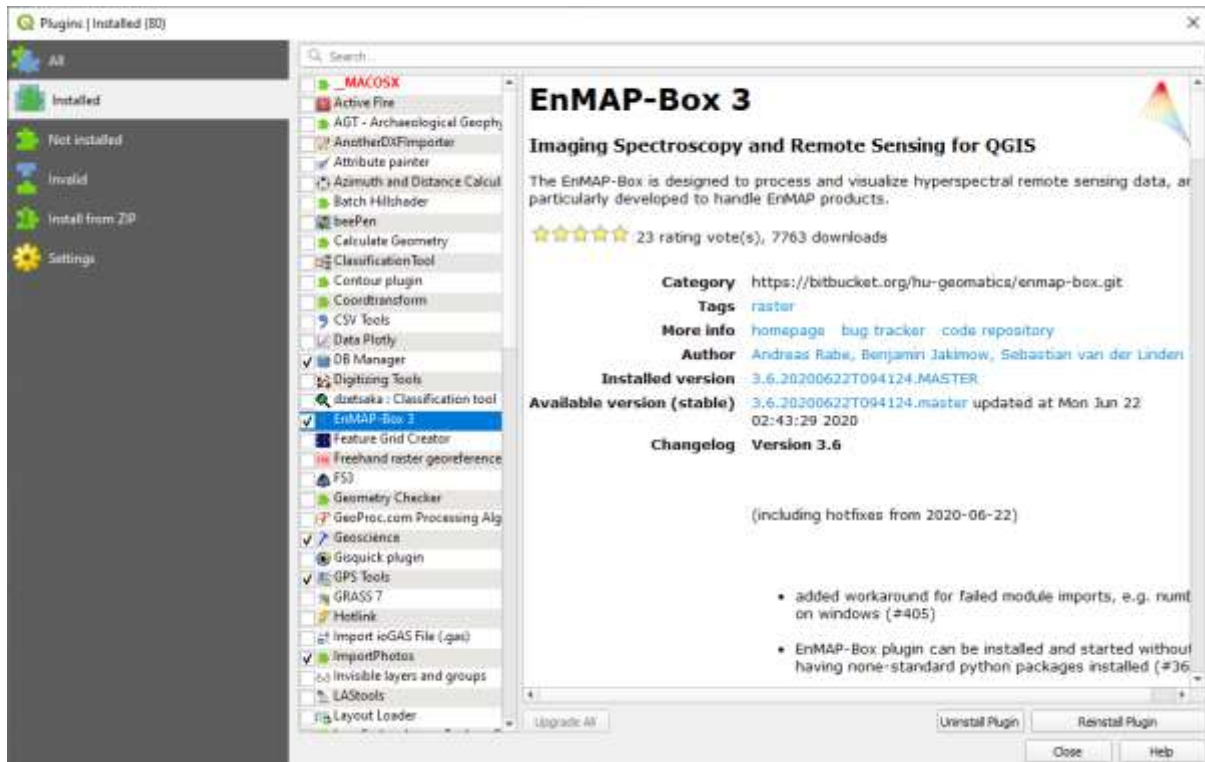 Plugins | Installed (80)
All
Installed
Not installed
Invalid
Install from ZIP
Settings
Search...
__MACOSX
Active Fire
AGT - Archaeological Geophy
AnotherDXFImporter
Attribute painter
Azimuth and Distance Calcul
Batch Hillshader
beePen
Calculate Geometry
ClassificationTool
Contour plugin
Coordtransform
CSV Tools
Data Plotly
DB Manager
Digitizing Tools
dzetsaka : Classification tool
EnMAP-Box 3
Feature Grid Creator
Freehand raster georeference
FS3
Geometry Checker
GeoProc.com Processing Alg
Geoscience
Gisquick plugin
GPS Tools
GRASS 7
Hotlink
Import ioGAS File (.gas)
ImportPhotos
Invisible layers and groups
LAStools
Layout Loader
EnMAP-Box 3
Imaging Spectroscopy and Remote Sensing for QGIS
The EnMAP-Box is designed to process and visualize hyperspectral remote sensing data, an
particularly developed to handle EnMAP products.
23 rating vote(s), 7763 downloads
Category https://bitbucket.org/hu-geomatics/enmap-box.git
Tags raster
More info homepage bug tracker code repository
Author Andreas Rabe, Benjamin Jakimow, Sebastian van der Linden
Installed version 3.6.20200622T094124.MASTER
Available version (stable) 3.6.20200622T094124.master updated at Mon Jun 22
02:43:29 2020
Changelog Version 3.6
(including hotfixes from 2020-06-22)
• added workaround for failed module imports, e.g. numb
on windows (#405)
• EnMAP-Box plugin can be installed and started without
having none-standard python packages installed (#36
Upgrade All
Uninstall Plugin
Reinstall Plugin
Close
Help